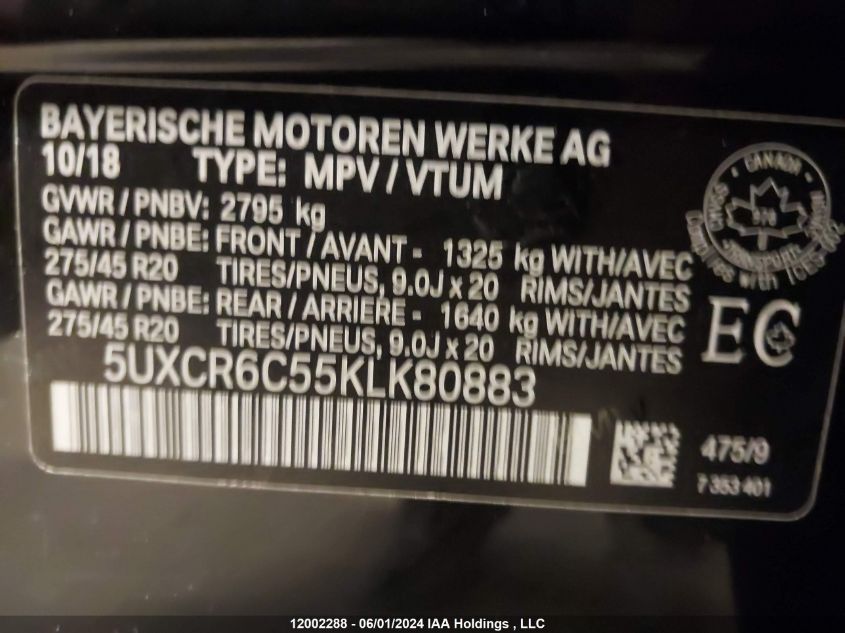 BAYERISCHE MOTOREN WERKE AG
10/18 TYPE: MPV / VTUM
GVWR / PNBV: 2795 kg
GAWR / PNBE: FRONT / AVANT - 1325 kg WITH/AVEC
275/45 R20 TIRES/PNEUS, 9.0J x 20 RIMS/JANTES
GAWR / PNBE: REAR / ARRIERE - 1640 kg WITH/AVEC
275/45 R20 TIRES/PNEUS, 9.0J x 20 RIMS/JANTES
5UXCR6C55KLK80883
CANADA
EC
475/9
7 353 401
12002288 - 06/01/2024 IAA Holdings , LLC